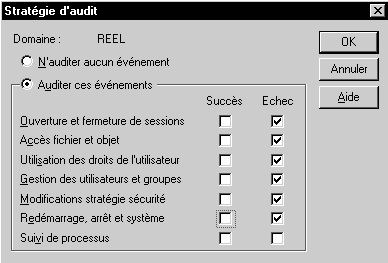 Stratégie d'audit
Domaine : REEL
OK
N'auditer aucun événement
Annuler
Auditer ces événements
Aide
Succès Echec
Ouverture et fermeture de sessions
Accès fichier et objet
Utilisation des droits de l'utilisateur
Gestion des utilisateurs et groupes
Modifications stratégie sécurité
Redémarrage, arrêt et système
Suivi de processus